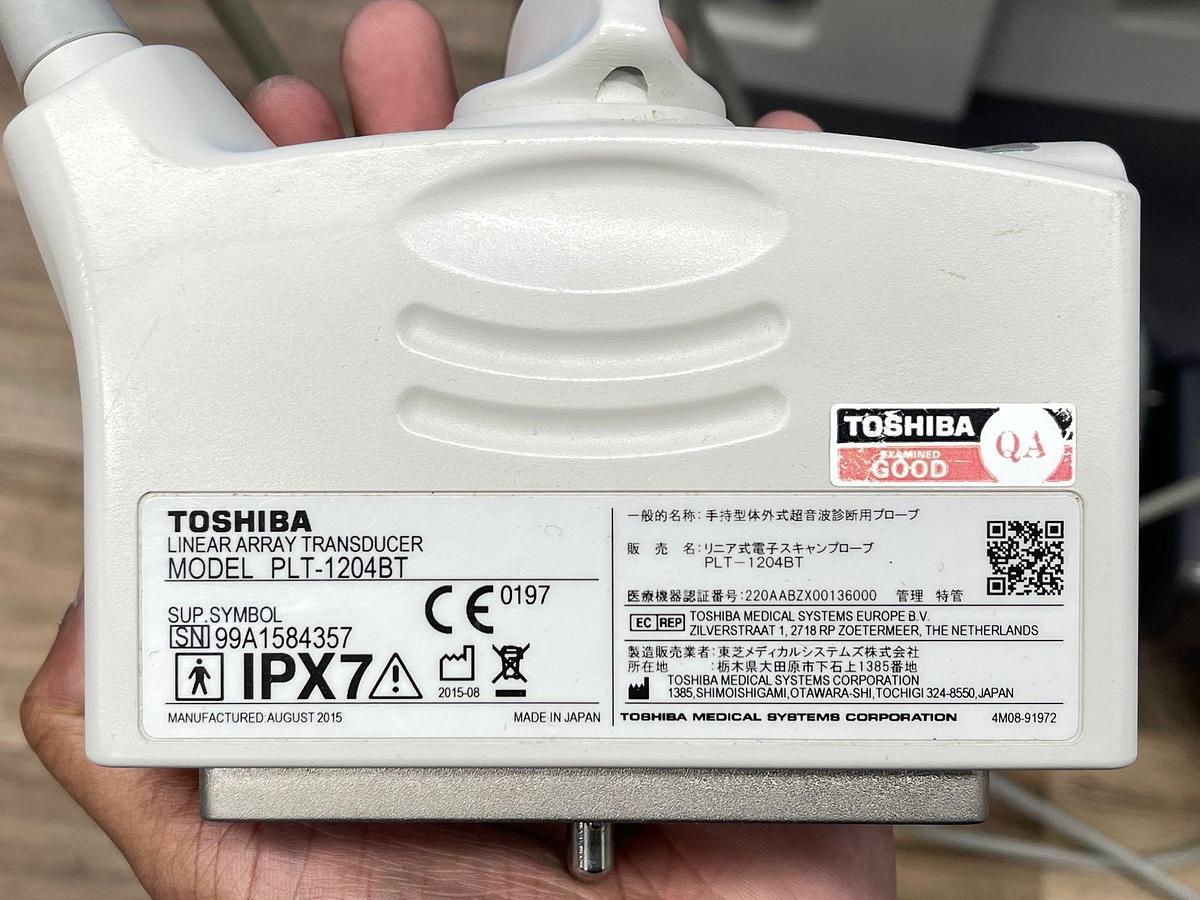 TOSHIBA
EXAMINED
GOOD
QA
TOSHIBA
LINEAR ARRAY TRANSDUCER
MODEL PLT-1204BT
CE 0197
SUP.SYMBOL
SN 99A1584357
IPX7
2015-08
MANUFACTURED:AUGUST 2015
MADE IN JAPAN
一般的名称:手持型体外式超音波診断用プローブ
販売名:リニア式電子スキャンプローブ
PLT-1204BT
医療機器認証番号:220AABZX00136000 管理 特管
EC REP TOSHIBA MEDICAL SYSTEMS EUROPE B.V.
ZILVERSTRAAT 1, 2718 RP ZOETERMEER, THE NETHERLANDS
製造販売業者:東芝メディカルシステムズ株式会社
所在地:栃木県大田原市下石上1385番地
TOSHIBA MEDICAL SYSTEMS CORPORATION
1385,SHIMOISHIGAMI,OTAWARA-SHI,TOCHIGI 324-8550,JAPAN
TOSHIBA MEDICAL SYSTEMS CORPORATION
4M08-91972